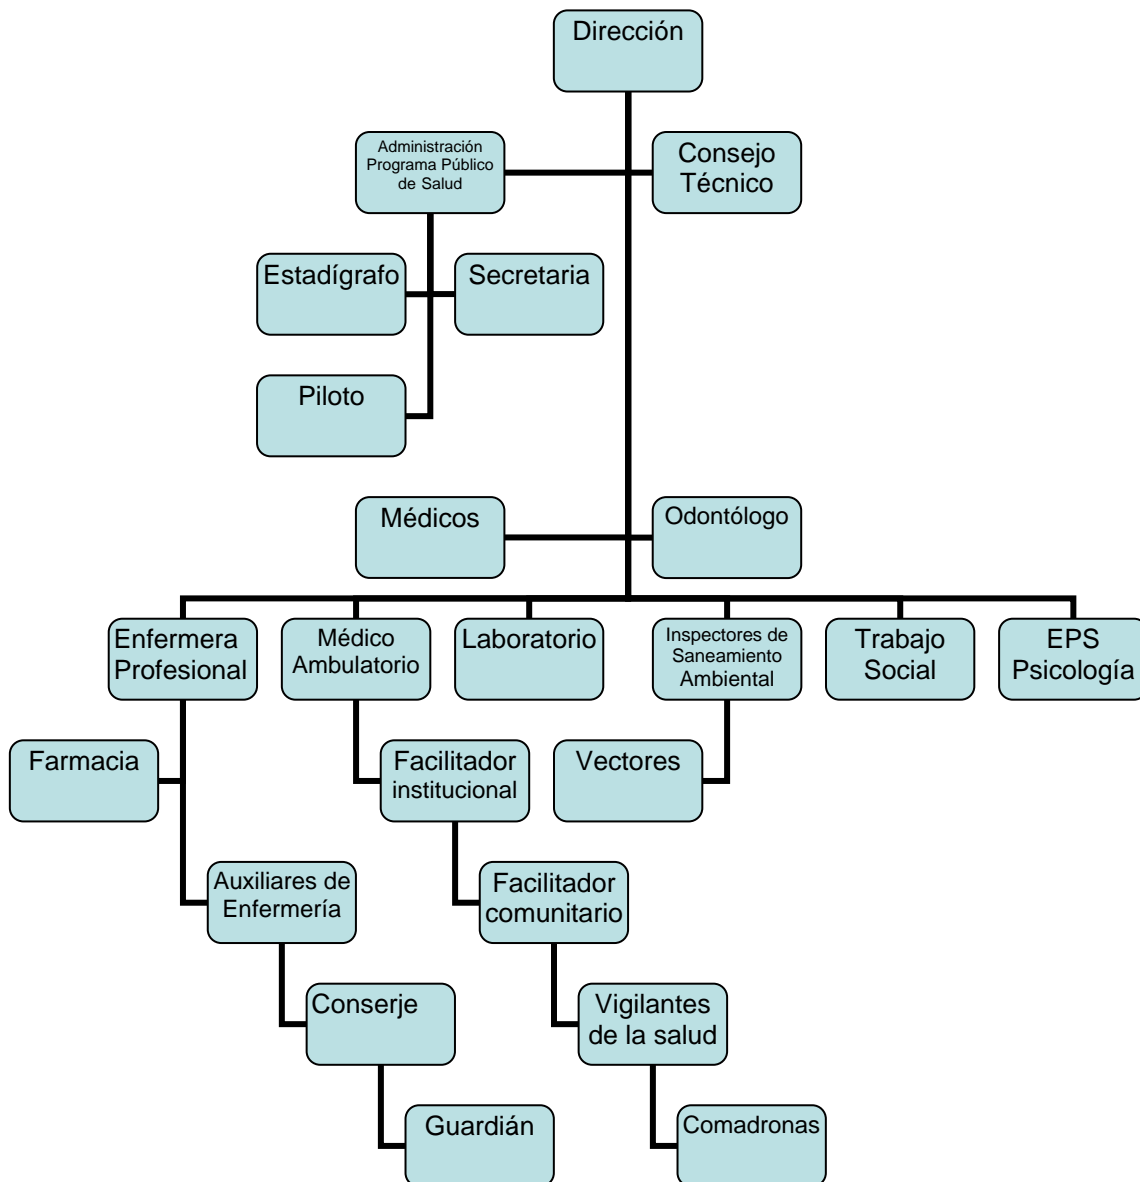 Dirección
Administración
Programa Público
de Salud
Consejo
Técnico
Estadígrafo
Secretaria
Piloto
Médicos
Odontólogo
Enfermera
Profesional
Médico
Ambulatorio
Laboratorio
Inspectores de
Saneamiento
Ambiental
Trabajo
Social
EPS
Psicología
Farmacia
Facilitador
institucional
Vectores
Auxiliares de
Enfermería
Facilitador
comunitario
Conserje
Vigilantes
de la salud
Guardián
Comadronas